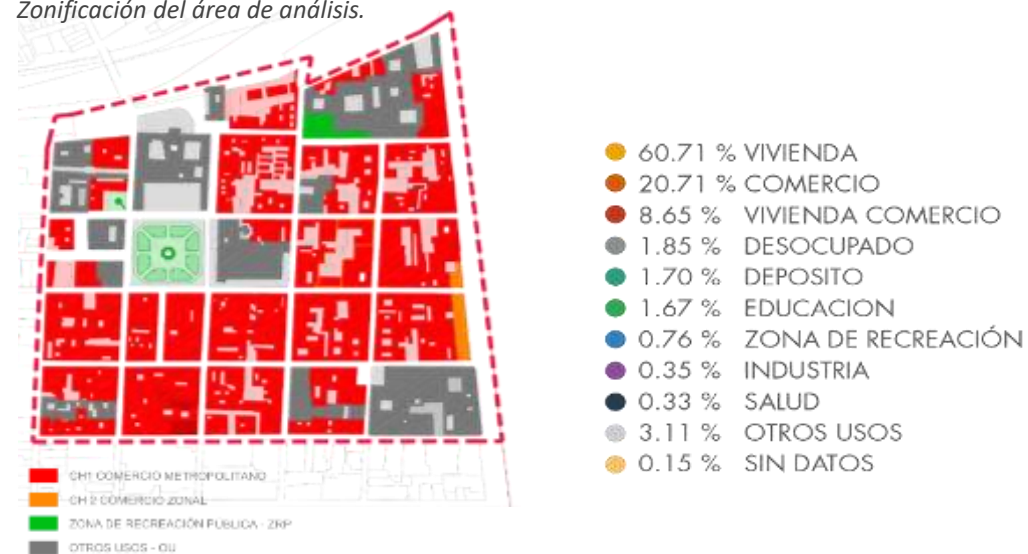 Zonificación del área de análisis.
60.71 % VIVIENDA
20.71 % COMERCIO
8.65 % VIVIENDA COMERCIO
1.85 % DESOCUPADO
1.70 % DEPOSITO
1.67 % EDUCACION
0.76 % ZONA DE RECREACIÓN
0.35 % INDUSTRIA
0.33 % SALUD
3.11 % OTROS USOS
0.15 % SIN DATOS
CH1 COMERCIO METROPOLITANO
CH 2 COMERCIO ZONAL
ZONA DE RECREACIÓN PUBLICA - ZRP
OTROS USOS - OU